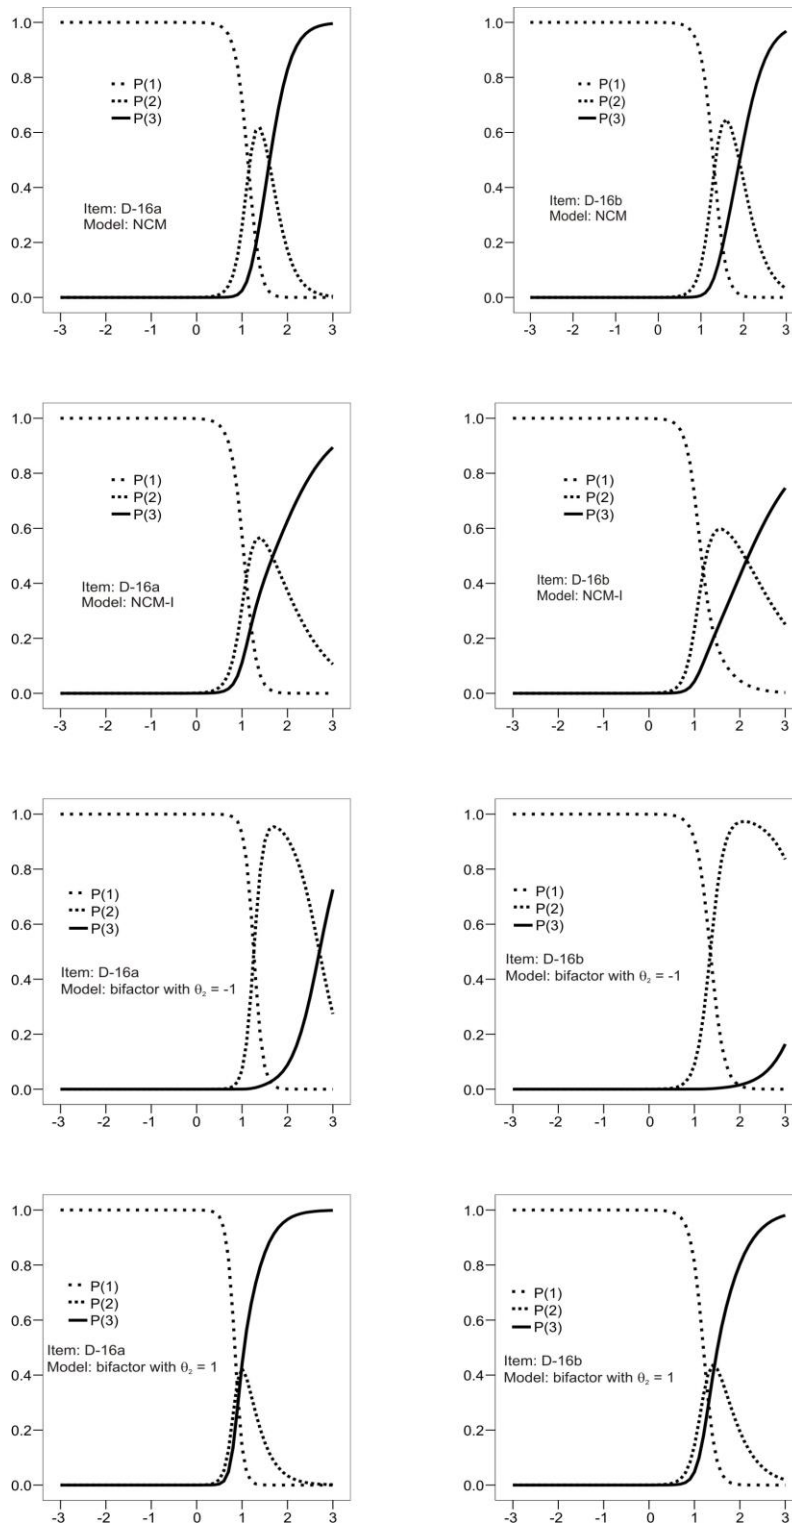 1.0
0.8
0.6
0.4
0.2
0.0
P(1)
P(2)
P(3)
Item: D-16a
Model: NCM
-3 -2 -1 0 1 2 3
1.0
0.8
0.6
0.4
0.2
0.0
P(1)
P(2)
P(3)
Item: D-16b
Model: NCM
-3 -2 -1 0 1 2 3
1.0
0.8
0.6
0.4
0.2
0.0
P(1)
P(2)
P(3)
Item: D-16a
Model: NCM-I
-3 -2 -1 0 1 2 3
1.0
0.8
0.6
0.4
0.2
0.0
P(1)
P(2)
P(3)
Item: D-16b
Model: NCM-I
-3 -2 -1 0 1 2 3
1.0
0.8
0.6
0.4
0.2
0.0
P(1)
P(2)
P(3)
Item: D-16a
Model: bifactor with θ₂ = -1
-3 -2 -1 0 1 2 3
1.0
0.8
0.6
0.4
0.2
0.0
P(1)
P(2)
P(3)
Item: D-16b
Model: bifactor with θ₂ = -1
-3 -2 -1 0 1 2 3
1.0
0.8
0.6
0.4
0.2
0.0
P(1)
P(2)
P(3)
Item: D-16a
Model: bifactor with θ₂ = 1
-3 -2 -1 0 1 2 3
1.0
0.8
0.6
0.4
0.2
0.0
P(1)
P(2)
P(3)
Item: D-16b
Model: bifactor with θ₂ = 1
-3 -2 -1 0 1 2 3